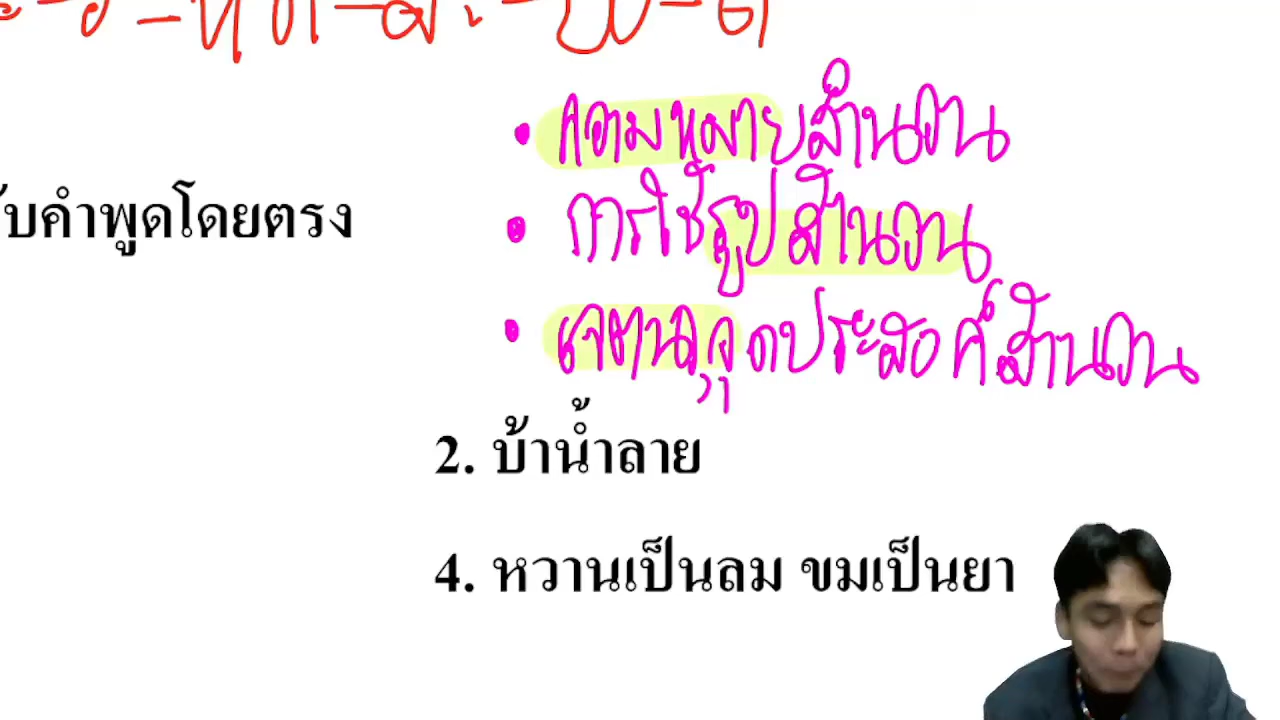 • ความหมายสำนวน
• การใช้รูปสำนวน
ับคำพูดโดยตรง
• เจตนา,จุดประสงค์สำนวน
2. บ้าน้ำลาย
4. หวานเป็นลม ขมเป็นยา